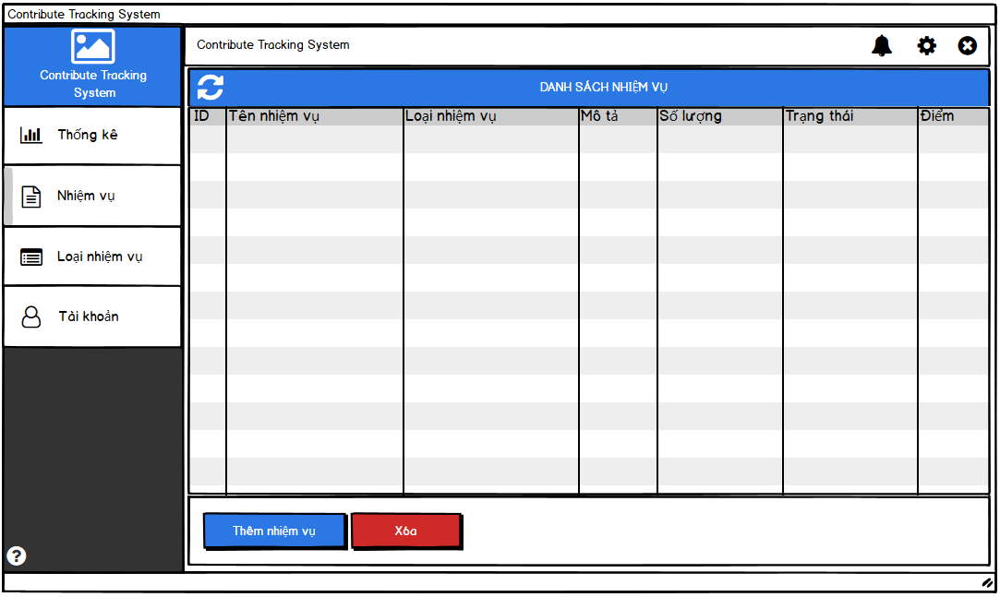 Contribute Tracking System
Contribute Tracking
System
Contribute Tracking System
Thống kê
Nhiệm vụ
Loại nhiệm vụ
Tài khoản
DANH SÁCH NHIỆM VỤ
ID Tên nhiệm vụ Loại nhiệm vụ Mô tả Số lượng Trạng thái Điểm
Thêm nhiệm vụ Xóa
?